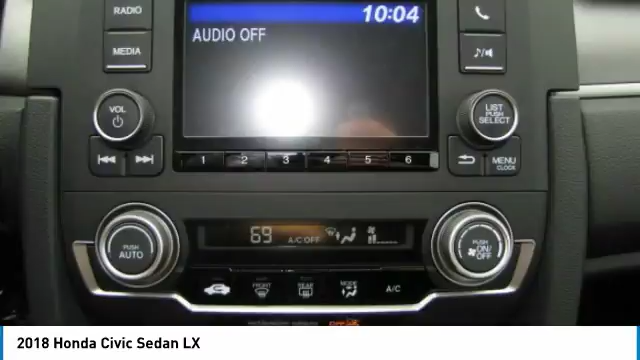 RADIO
10:04
AUDIO OFF
MEDIA
VOL
LIST
PUSH
SELECT
1 2 3 4 5 6
MENU
CLOCK
PUSH
AUTO
69 A/C OFF
PUSH
ON/
OFF
FRONT
REAR
MODE
A/C
2018 Honda Civic Sedan LX